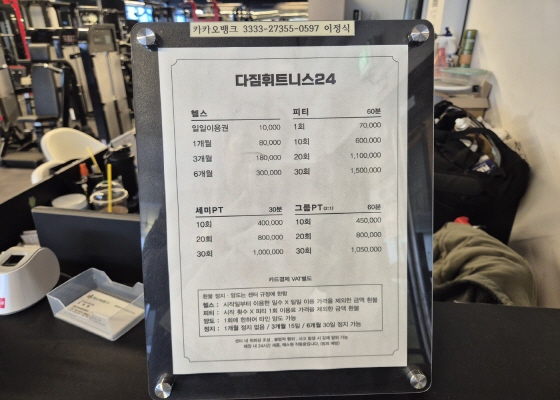 카카오뱅크 3333-27355-0597 이정식
다짐휘트니스24
헬스
일일이용권 10,000
1개월 80,000
3개월 180,000
6개월 300,000
피티 60분
1회 70,000
10회 600,000
20회 1,100,000
30회 1,500,000
세미PT 30분
10회 400,000
20회 800,000
30회 1,000,000
그룹PT (2:1) 60분
10회 450,000
20회 800,000
30회 1,050,000
카드결제 VAT별도
환불 정지 · 양도는 센터 규정에 한함
헬스 : 시작일부터 이용한 일수 X 일일 이용 가격을 제외한 금액 환불
피티 : 시작 횟수 X 피티 1회 이용료 가격을 제외한 금액 환불
양도 : 1회에 한하여 타인 양도 가능
정지 : 1개월 정지 없음 / 3개월 15일 / 6개월 30일 정지 가능